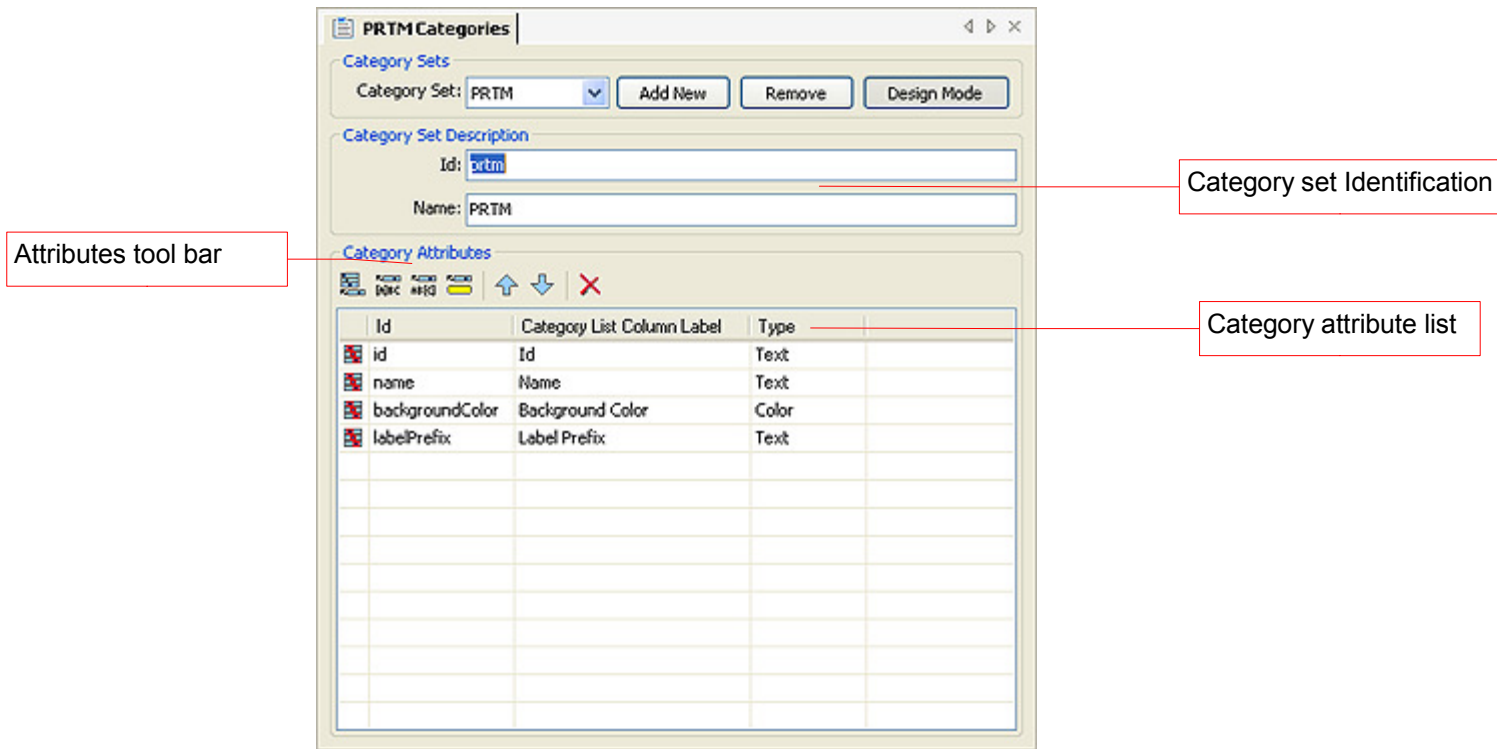 PRTM Categories
Category Sets
Category Set: PRTM Add New Remove Design Mode
Category Set Description
Id: prtm
Category set Identification
Name: PRTM
Attributes tool bar
Category Attributes
Id Category List Column Label Type
Category attribute list
id Id Text
name Name Text
backgroundColor Background Color Color
labelPrefix Label Prefix Text